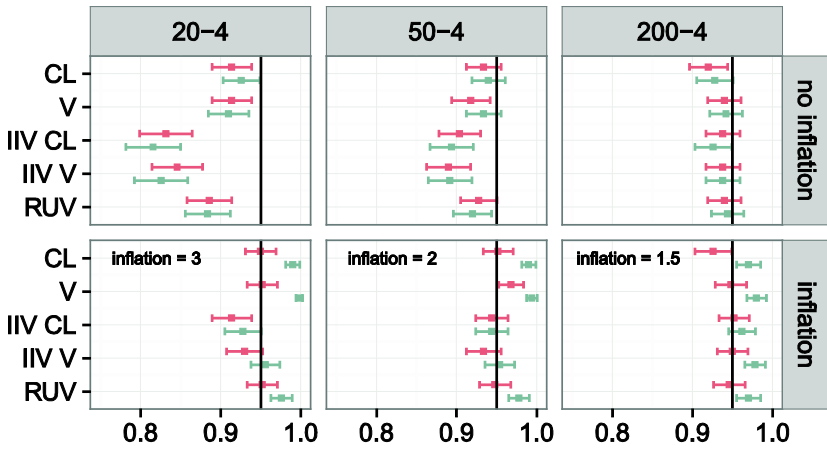 20−4 50−4 200−4
CL
V
IIV CL
IIV V
RUV
no inflation
inflation = 3 inflation = 2 inflation = 1.5
CL
V
IIV CL
IIV V
RUV
inflation
0.8 0.9 1.0 0.8 0.9 1.0 0.8 0.9 1.0